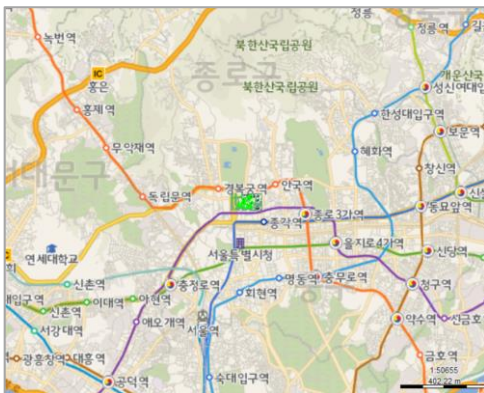 정릉
정릉역
길
녹번역
북한산국립공원
종로구
북한산국립공원
개운산
IC
홍은
성신여대입
홍제역
한성대입구역
보문역
무악재역
혜화역
창신역
대문구
독립문역
경복궁역
안국역
신
동묘앞역
종로3가역
종각역
을지로4가역
연세대학교
서울특별시청
신당역
신촌역
충정로역
명동역
충무로역
청구역
회현역
대입구역
이대역
아현역
신촌역
애오개역
서울역
약수역
신금호
서강대역
광흥창역
대흥역
금호역
공덕역
숙대입구역
1:50655
402.22 m